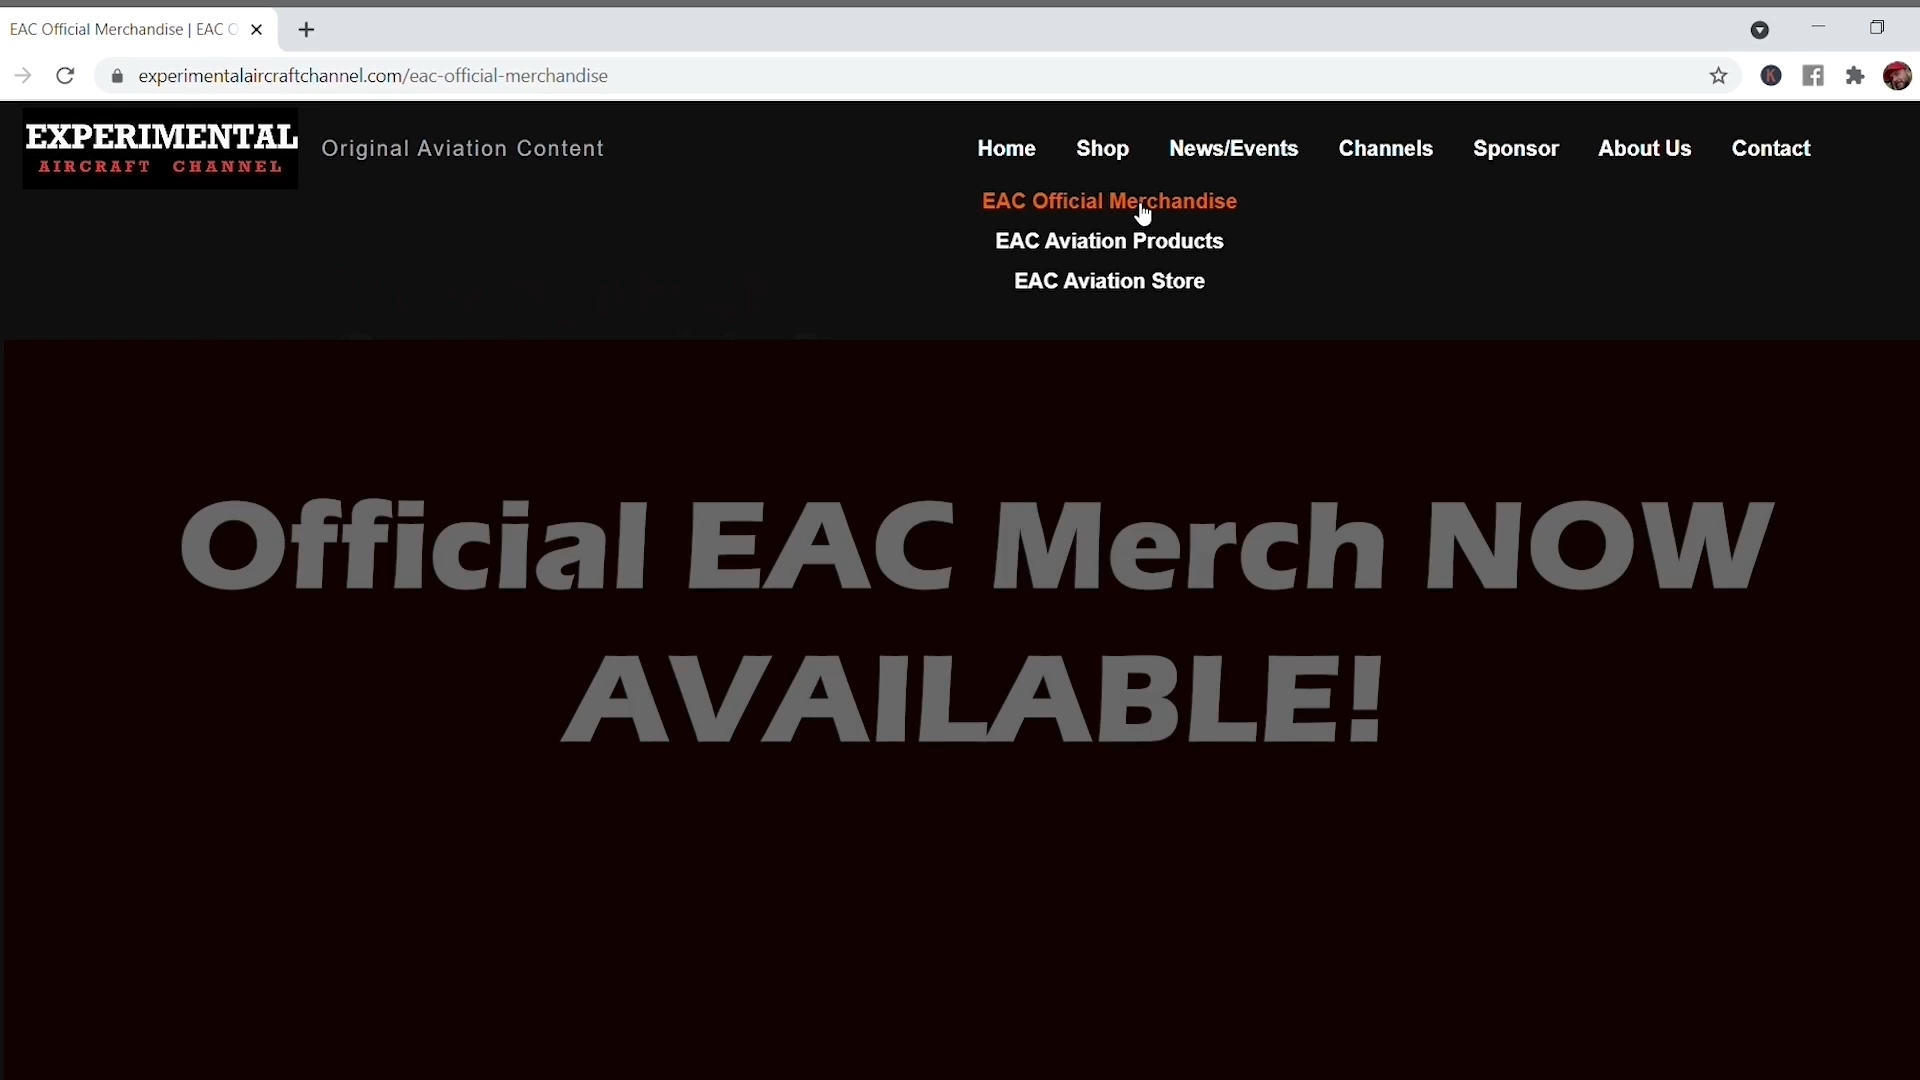 EAC Official Merchandise | EAC O
experimentalaircraftchannel.com/eac-official-merchandise
K
EXPERIMENTAL
AIRCRAFT CHANNEL
Original Aviation Content
Home Shop News/Events Channels Sponsor About Us Contact
EAC Official Merchandise
EAC Aviation Products
EAC Aviation Store
Official EAC Merch NOW
AVAILABLE!